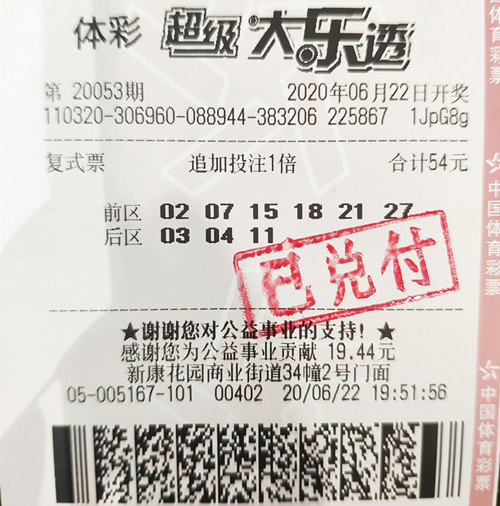 体彩 超级大乐透
第 20053期 2020年06月22日开奖
110320-306960-088944-383206 225867 1JpG8g
复式票 追加投注1倍 合计54元
前区 02 07 15 18 21 27
后区 03 04 11
已兑付
★谢谢您对公益事业的支持！★
感谢您为公益事业贡献 19.44元
新康花园商业街道34幢2号门面
05-005167-101 00402 20/06/22 19:51:56
体育彩票
中国体育彩票
中国体育彩票